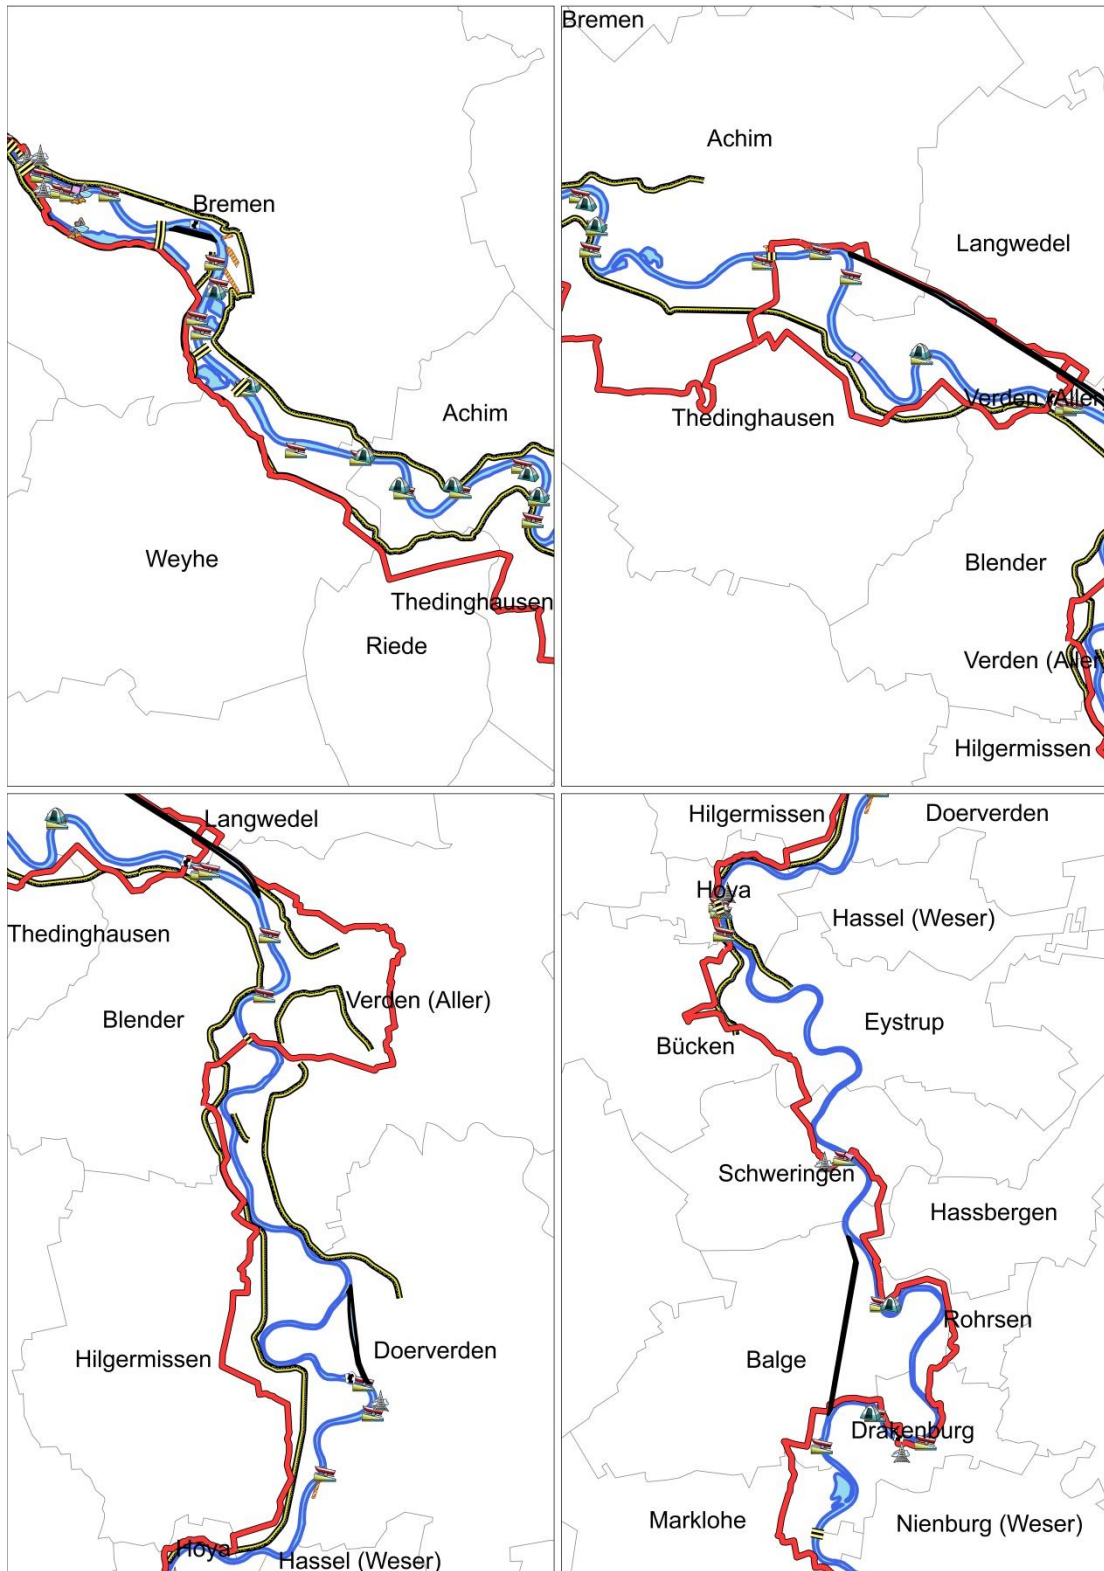 Bremen
Achim
Weyhe
Thedinghausen
Riede
Bremen
Achim
Langwedel
Verden (Aller)
Thedinghausen
Blender
Verden (Aller)
Hilgermissen
Langwedel
Thedinghausen
Verden (Aller)
Blender
Doerverden
Hilgermissen
Hoya
Hassel (Weser)
Hilgermissen
Doerverden
Hoya
Hassel (Weser)
Eystrup
Bücken
Schweringen
Hassbergen
Rohrsen
Balge
Drakenburg
Marklohe
Nienburg (Weser)